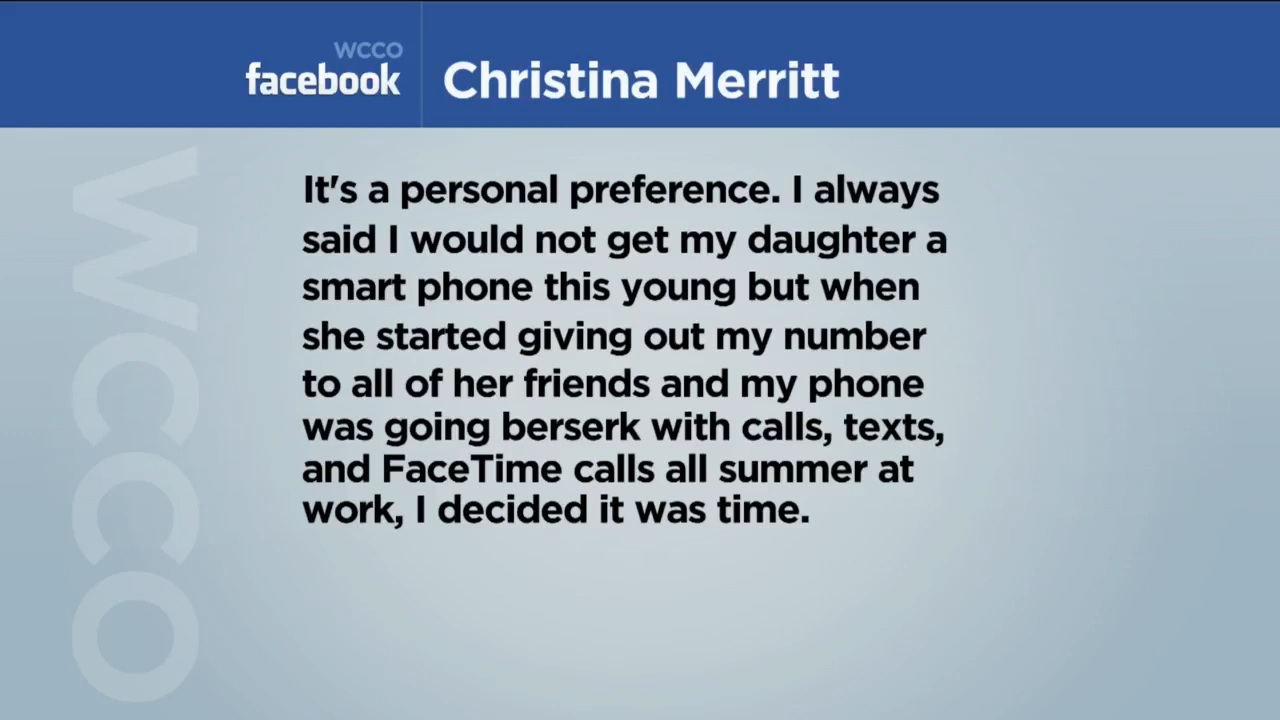 WCCO
facebook
Christina Merritt
It's a personal preference. I always
said I would not get my daughter a
smart phone this young but when
she started giving out my number
to all of her friends and my phone
was going berserk with calls, texts,
and FaceTime calls all summer at
work, I decided it was time.
WCCO